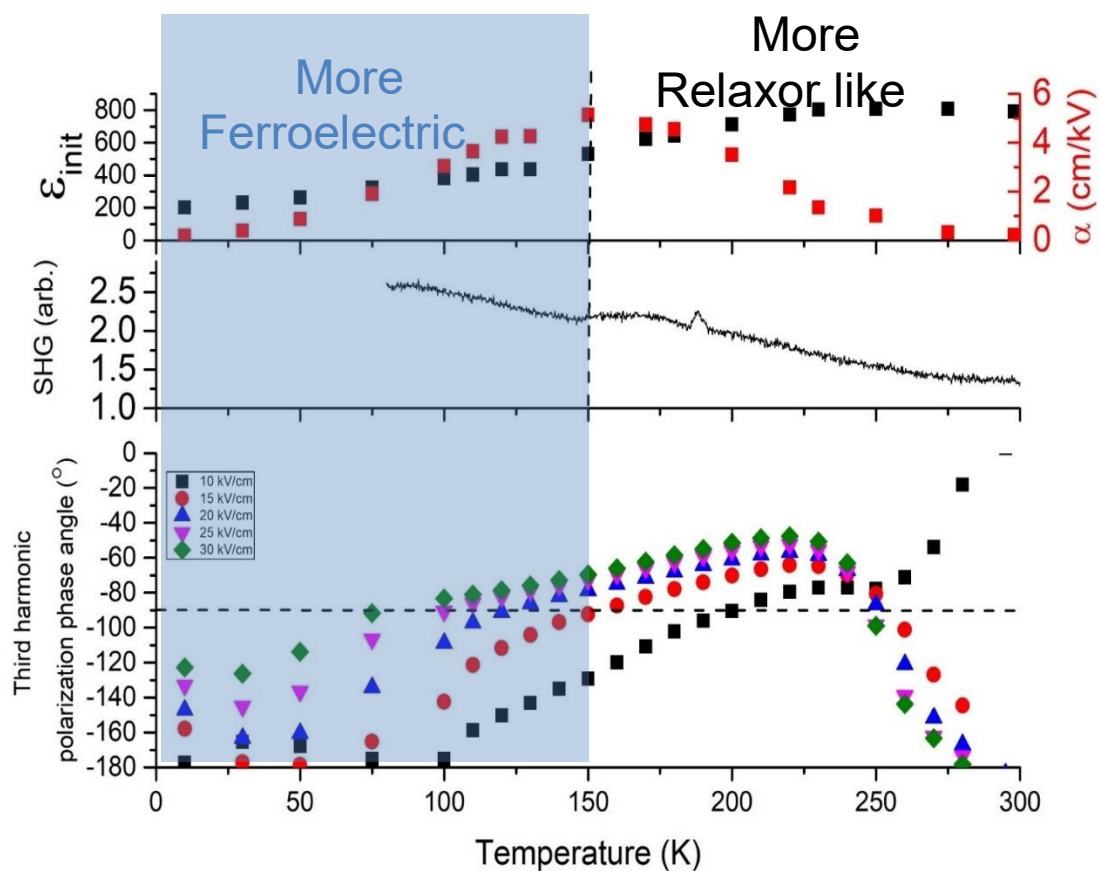 More
Ferroelectric
More
Relaxor like
ε_init
800
600
400
200
0
6
4
2
0
α (cm/kV)
SHG (arb.)
2.5
2.0
1.5
1.0
Third harmonic
polarization phase angle (°)
0
-20
-40
-60
-80
-100
-120
-140
-160
-180
10 kV/cm
15 kV/cm
20 kV/cm
25 kV/cm
30 kV/cm
0 50 100 150 200 250 300
Temperature (K)